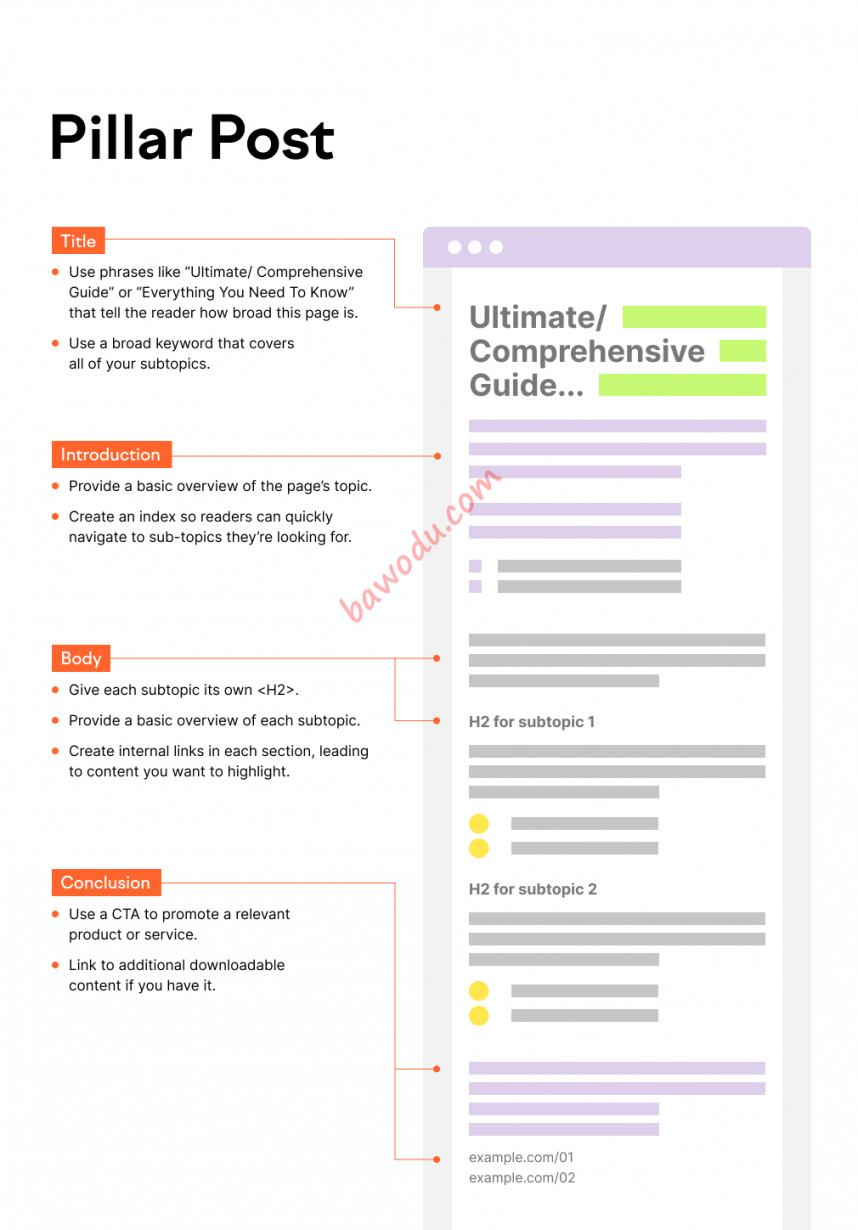 Pillar Post
Title
Use phrases like “Ultimate/ Comprehensive
Guide” or “Everything You Need To Know”
that tell the reader how broad this page is.
Use a broad keyword that covers
all of your subtopics.
Introduction
Provide a basic overview of the page’s topic.
Create an index so readers can quickly
navigate to sub-topics they’re looking for.
Body
Give each subtopic its own <H2>.
Provide a basic overview of each subtopic.
Create internal links in each section, leading
to content you want to highlight.
Conclusion
Use a CTA to promote a relevant
product or service.
Link to additional downloadable
content if you have it.
Ultimate/
Comprehensive
Guide...
H2 for subtopic 1
H2 for subtopic 2
example.com/01
example.com/02
bawodu.com